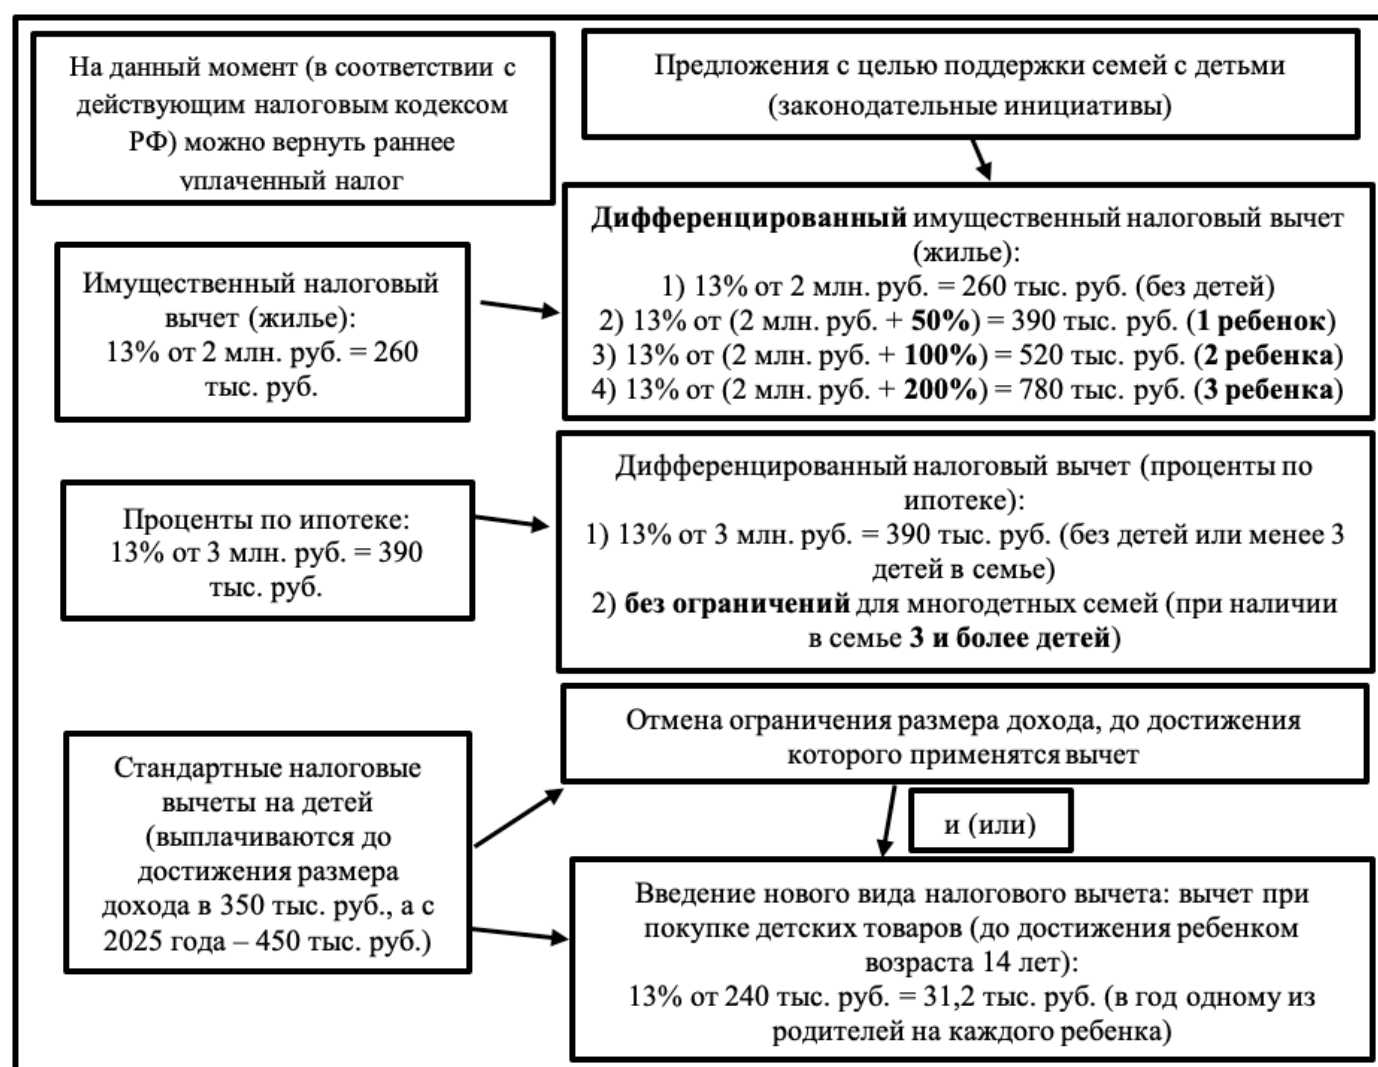 На данный момент (в соответствии с
действующим налоговым кодексом
РФ) можно вернуть раннее
уплаченный налог
Предложения с целью поддержки семей с детьми
(законодательные инициативы)
Имущественный налоговый
вычет (жилье):
13% от 2 млн. руб. = 260
тыс. руб.
Дифференцированный имущественный налоговый вычет
(жилье):
1) 13% от 2 млн. руб. = 260 тыс. руб. (без детей)
2) 13% от (2 млн. руб. + 50%) = 390 тыс. руб. (1 ребенок)
3) 13% от (2 млн. руб. + 100%) = 520 тыс. руб. (2 ребенка)
4) 13% от (2 млн. руб. + 200%) = 780 тыс. руб. (3 ребенка)
Проценты по ипотеке:
13% от 3 млн. руб. = 390
тыс. руб.
Дифференцированный налоговый вычет (проценты по
ипотеке):
1) 13% от 3 млн. руб. = 390 тыс. руб. (без детей или менее 3
детей в семье)
2) без ограничений для многодетных семей (при наличии
в семье 3 и более детей)
Стандартные налоговые
вычеты на детей
(выплачиваются до
достижения размера
дохода в 350 тыс. руб., а с
2025 года – 450 тыс. руб.)
Отмена ограничения размера дохода, до достижения
которого применятся вычет
и (или)
Введение нового вида налогового вычета: вычет при
покупке детских товаров (до достижения ребенком
возраста 14 лет):
13% от 240 тыс. руб. = 31,2 тыс. руб. (в год одному из
родителей на каждого ребенка)